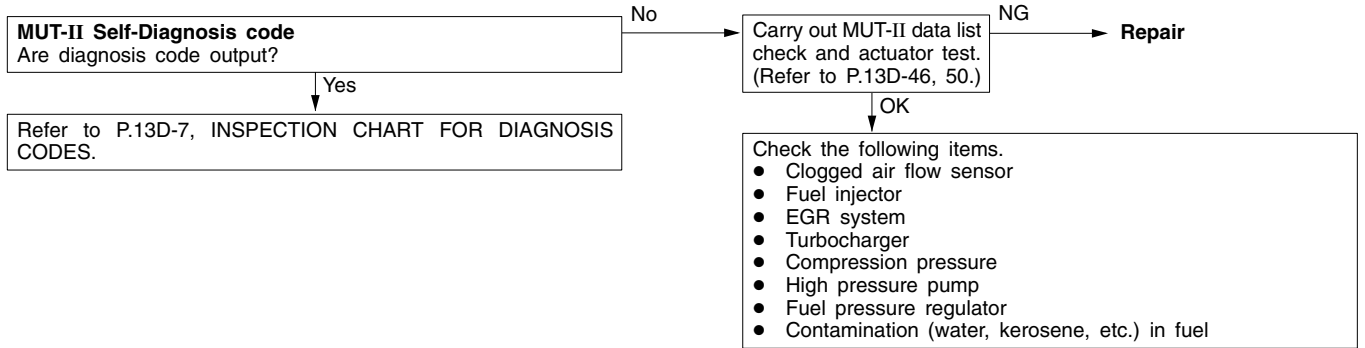 MUT-II Self-Diagnosis code
Are diagnosis code output?
No
Carry out MUT-II data list
check and actuator test.
(Refer to P.13D-46, 50.)
NG
Repair
Yes
OK
Refer to P.13D-7, INSPECTION CHART FOR DIAGNOSIS
CODES.
Check the following items.
● Clogged air flow sensor
● Fuel injector
● EGR system
● Turbocharger
● Compression pressure
● High pressure pump
● Fuel pressure regulator
● Contamination (water, kerosene, etc.) in fuel